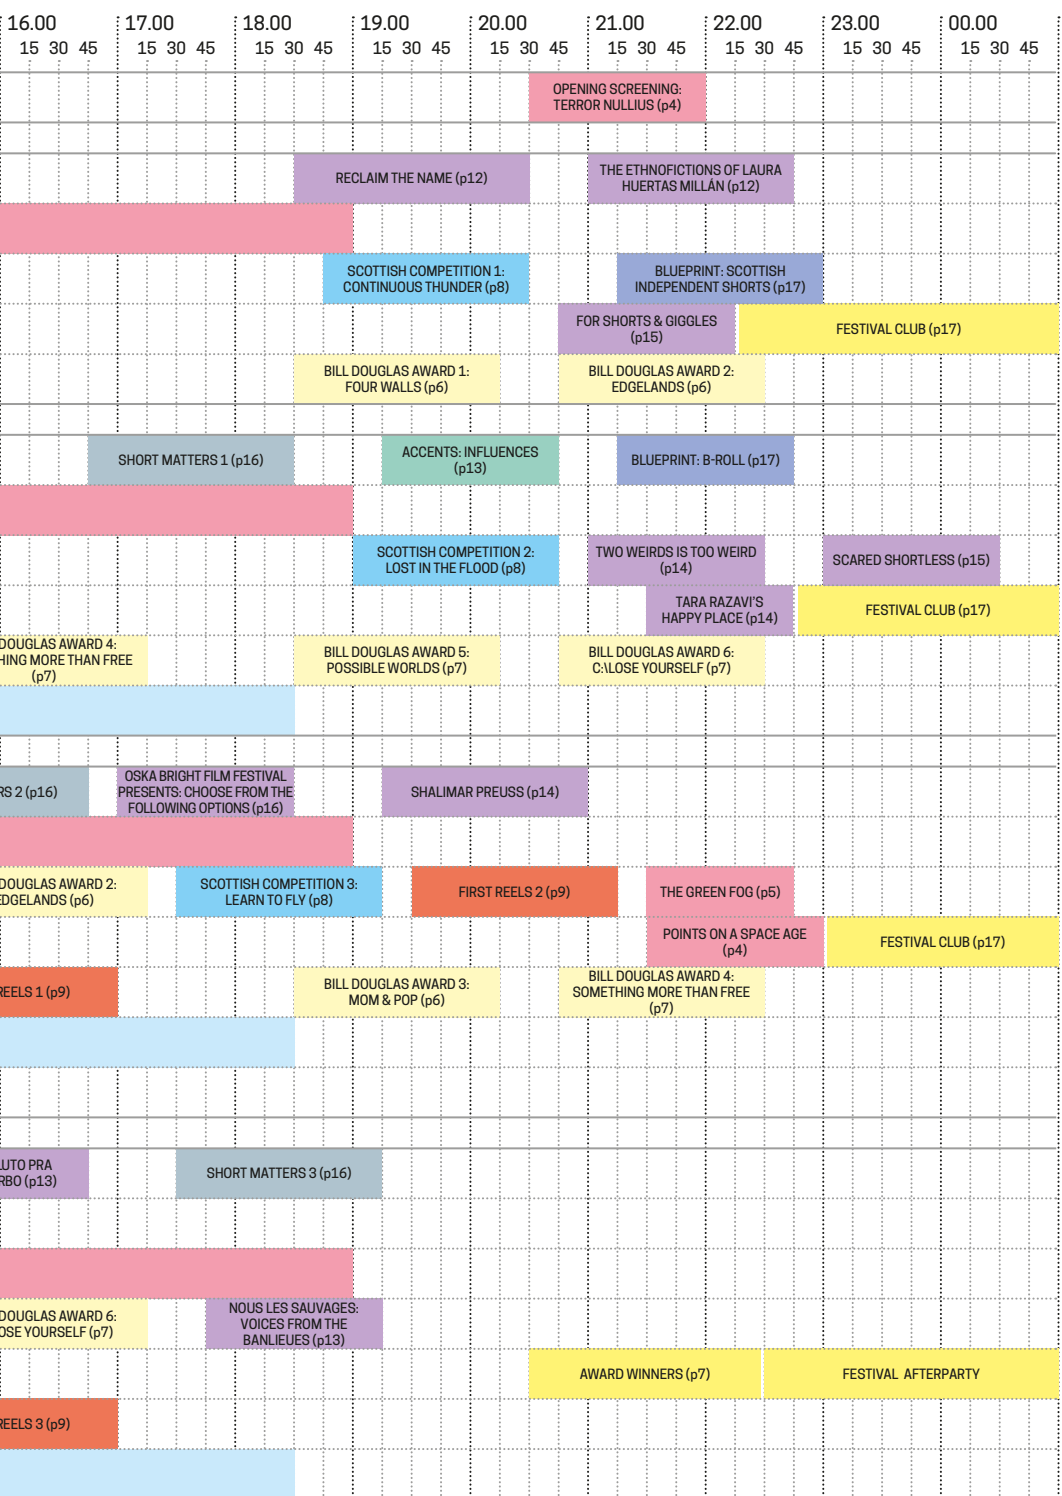 16.00 17.00 18.00 19.00 20.00 21.00 22.00 23.00 00.00
15 30 45 15 30 45 15 30 45 15 30 45 15 30 45 15 30 45 15 30 45 15 30 45 15 30 45
OPENING SCREENING:
TERROR NULLIUS (p4)
RECLAIM THE NAME (p12)
THE ETHNOFICTIONS OF LAURA
HUERTAS MILLÁN (p12)
SCOTTISH COMPETITION 1:
CONTINUOUS THUNDER (p8)
BLUEPRINT: SCOTTISH
INDEPENDENT SHORTS (p17)
FOR SHORTS & GIGGLES
(p15)
FESTIVAL CLUB (p17)
BILL DOUGLAS AWARD 1:
FOUR WALLS (p6)
BILL DOUGLAS AWARD 2:
EDGELANDS (p6)
SHORT MATTERS 1 (p16)
ACCENTS: INFLUENCES
(p13)
BLUEPRINT: B-ROLL (p17)
SCOTTISH COMPETITION 2:
LOST IN THE FLOOD (p8)
TWO WEIRDS IS TOO WEIRD
(p14)
SCARED SHORTLESS (p15)
TARA RAZAVI'S
HAPPY PLACE (p14)
FESTIVAL CLUB (p17)
DOUGLAS AWARD 4:
HING MORE THAN FREE
(p7)
BILL DOUGLAS AWARD 5:
POSSIBLE WORLDS (p7)
BILL DOUGLAS AWARD 6:
C:\LOSE YOURSELF (p7)
RS 2 (p16)
OSKA BRIGHT FILM FESTIVAL
PRESENTS: CHOOSE FROM THE
FOLLOWING OPTIONS (p16)
SHALIMAR PREUSS (p14)
DOUGLAS AWARD 2:
EDGELANDS (p6)
SCOTTISH COMPETITION 3:
LEARN TO FLY (p8)
FIRST REELS 2 (p9)
THE GREEN FOG (p5)
POINTS ON A SPACE AGE
(p4)
FESTIVAL CLUB (p17)
REELS 1 (p9)
BILL DOUGLAS AWARD 3:
MOM & POP (p6)
BILL DOUGLAS AWARD 4:
SOMETHING MORE THAN FREE
(p7)
LUTO PRA
RBO (p13)
SHORT MATTERS 3 (p16)
DOUGLAS AWARD 6:
OSE YOURSELF (p7)
NOUS LES SAUVAGES:
VOICES FROM THE
BANLIEUES (p13)
AWARD WINNERS (p7)
FESTIVAL AFTERPARTY
REELS 3 (p9)